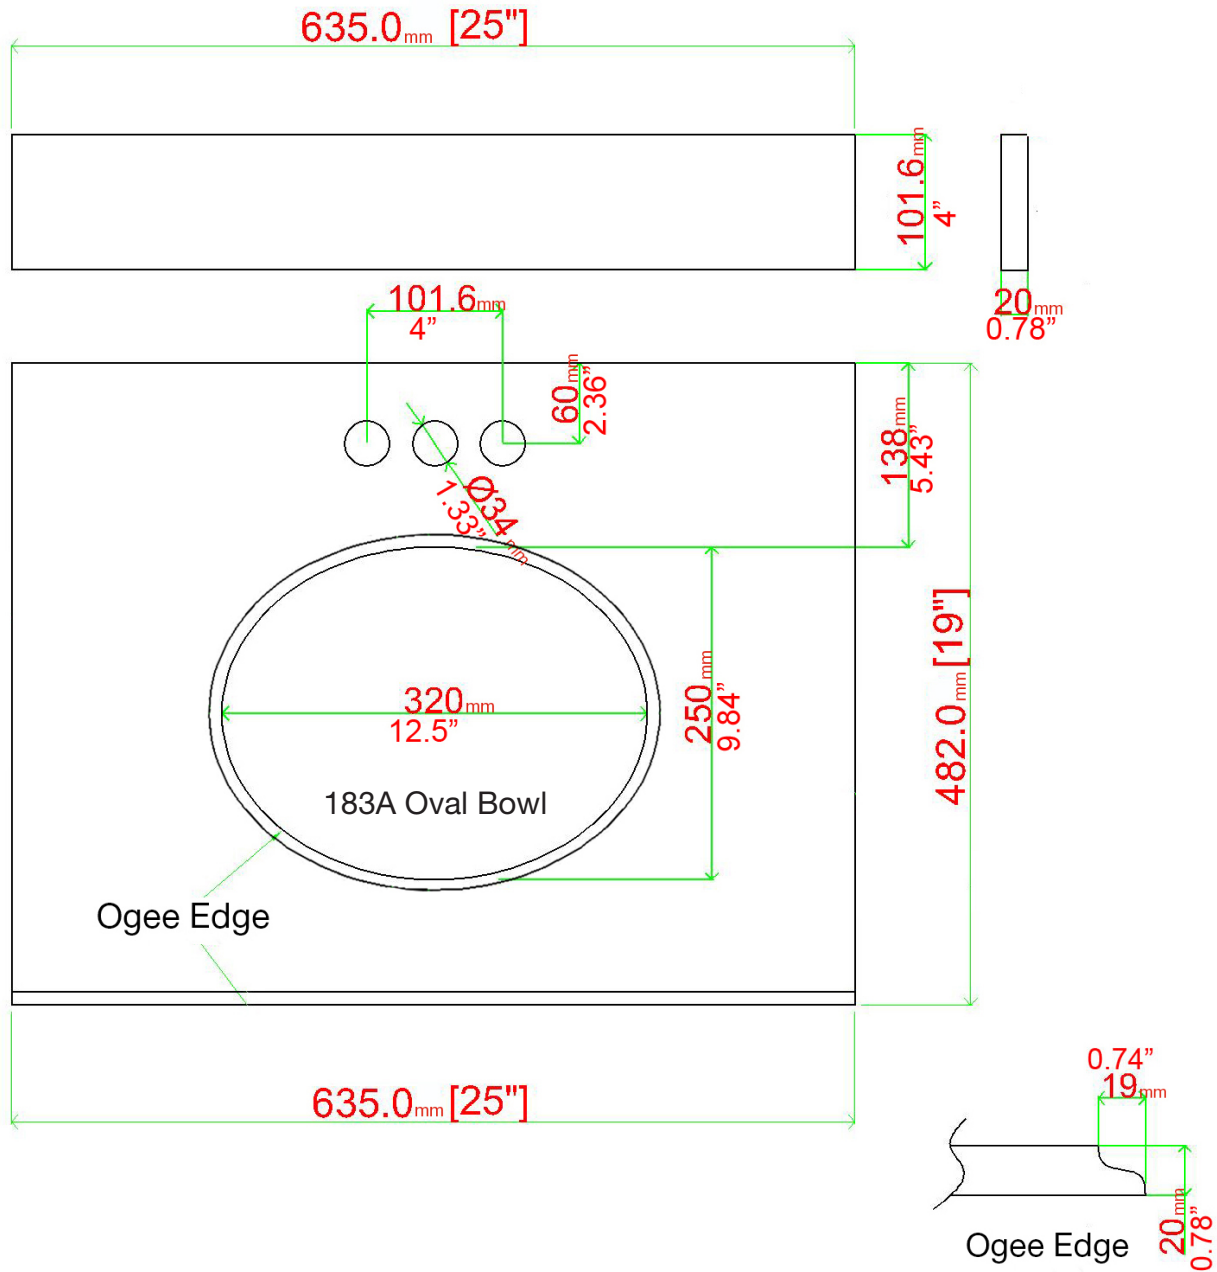 635.0mm [25"]
101.6mm
4”
20mm
0.78”
101.6mm
4”
60mm
2.36”
138mm
5.43”
Ø34mm
1.33”
320mm
12.5”
250mm
9.84”
482.0mm [19"]
183A Oval Bowl
Ogee Edge
635.0mm [25"]
0.74”
19mm
20mm
0.78”
Ogee Edge